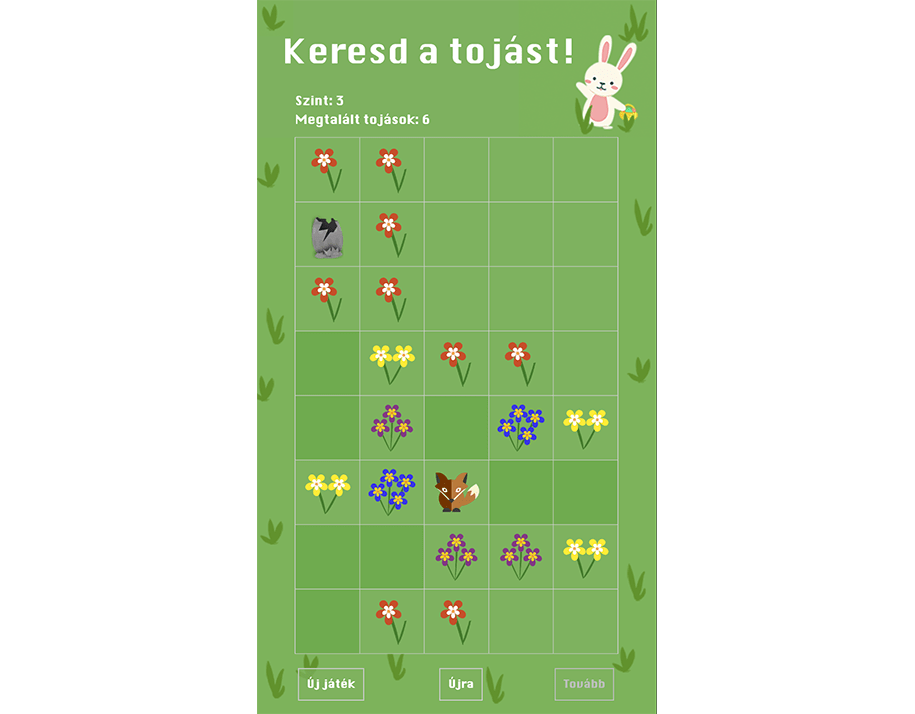 Keresd a tojást!
Szint: 3
Megtalált tojások: 6
Új játék
Újra
Tovább